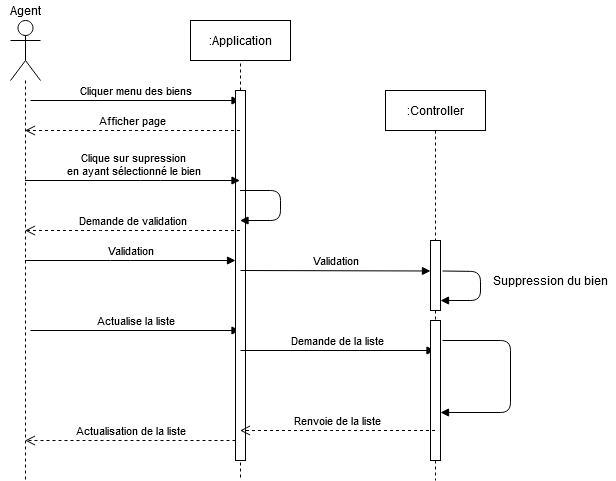 Agent
:Application
Cliquer menu des biens
:Controller
Afficher page
Clique sur supression
en ayant sélectionné le bien
Demande de validation
Validation
Validation
Suppression du bien
Actualise la liste
Demande de la liste
Renvoie de la liste
Actualisation de la liste